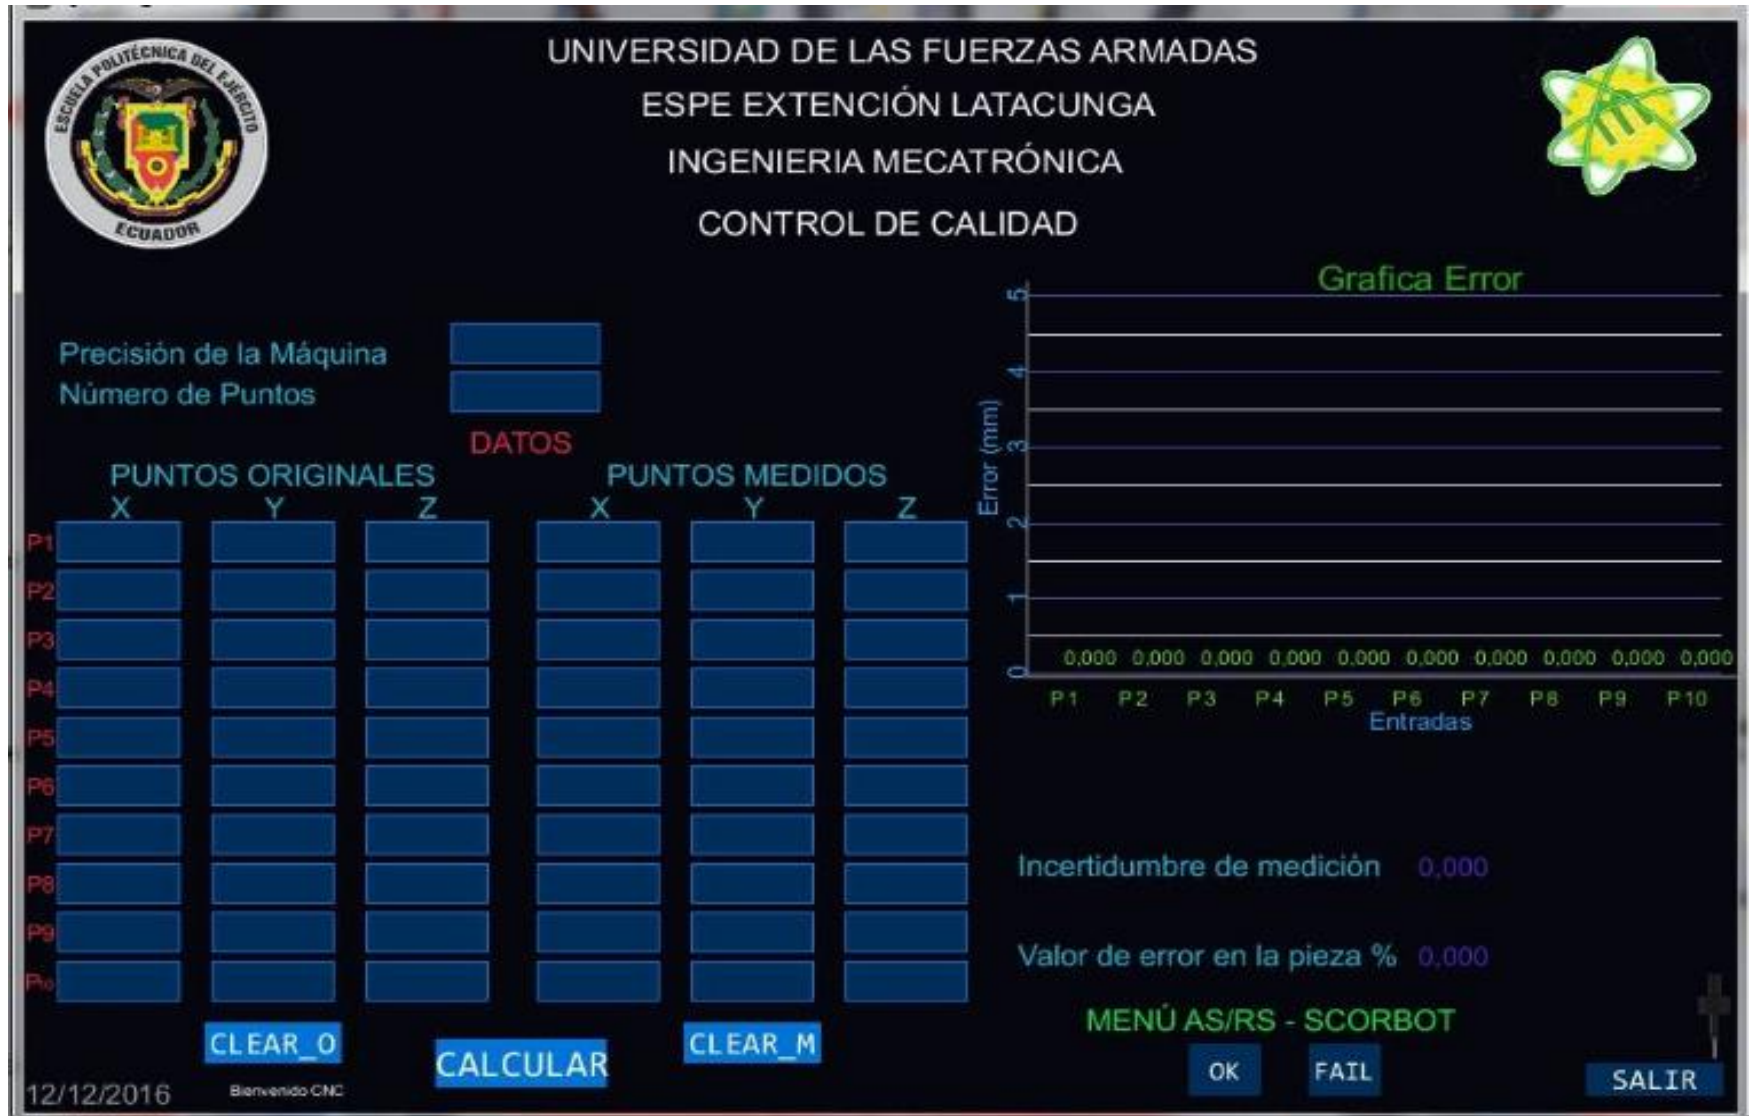 ESCUELA POLITÉCNICA DEL EJÉRCITO
ECUADOR
UNIVERSIDAD DE LAS FUERZAS ARMADAS
ESPE EXTENCIÓN LATACUNGA
INGENIERIA MECATRÓNICA
CONTROL DE CALIDAD
Precisión de la Máquina
Número de Puntos
DATOS
PUNTOS ORIGINALES PUNTOS MEDIDOS
X Y Z X Y Z
P1
P2
P3
P4
P5
P6
P7
P8
P9
P10
CLEAR_O CALCULAR CLEAR_M
12/12/2016 Bienvenido CNC
Grafica Error
Error (mm)
5
4
3
2
1
0
0,000 0,000 0,000 0,000 0,000 0,000 0,000 0,000 0,000 0,000
P1 P2 P3 P4 P5 P6 P7 P8 P9 P10
Entradas
Incertidumbre de medición 0,000
Valor de error en la pieza % 0,000
MENÚ AS/RS - SCORBOT
OK FAIL
SALIR